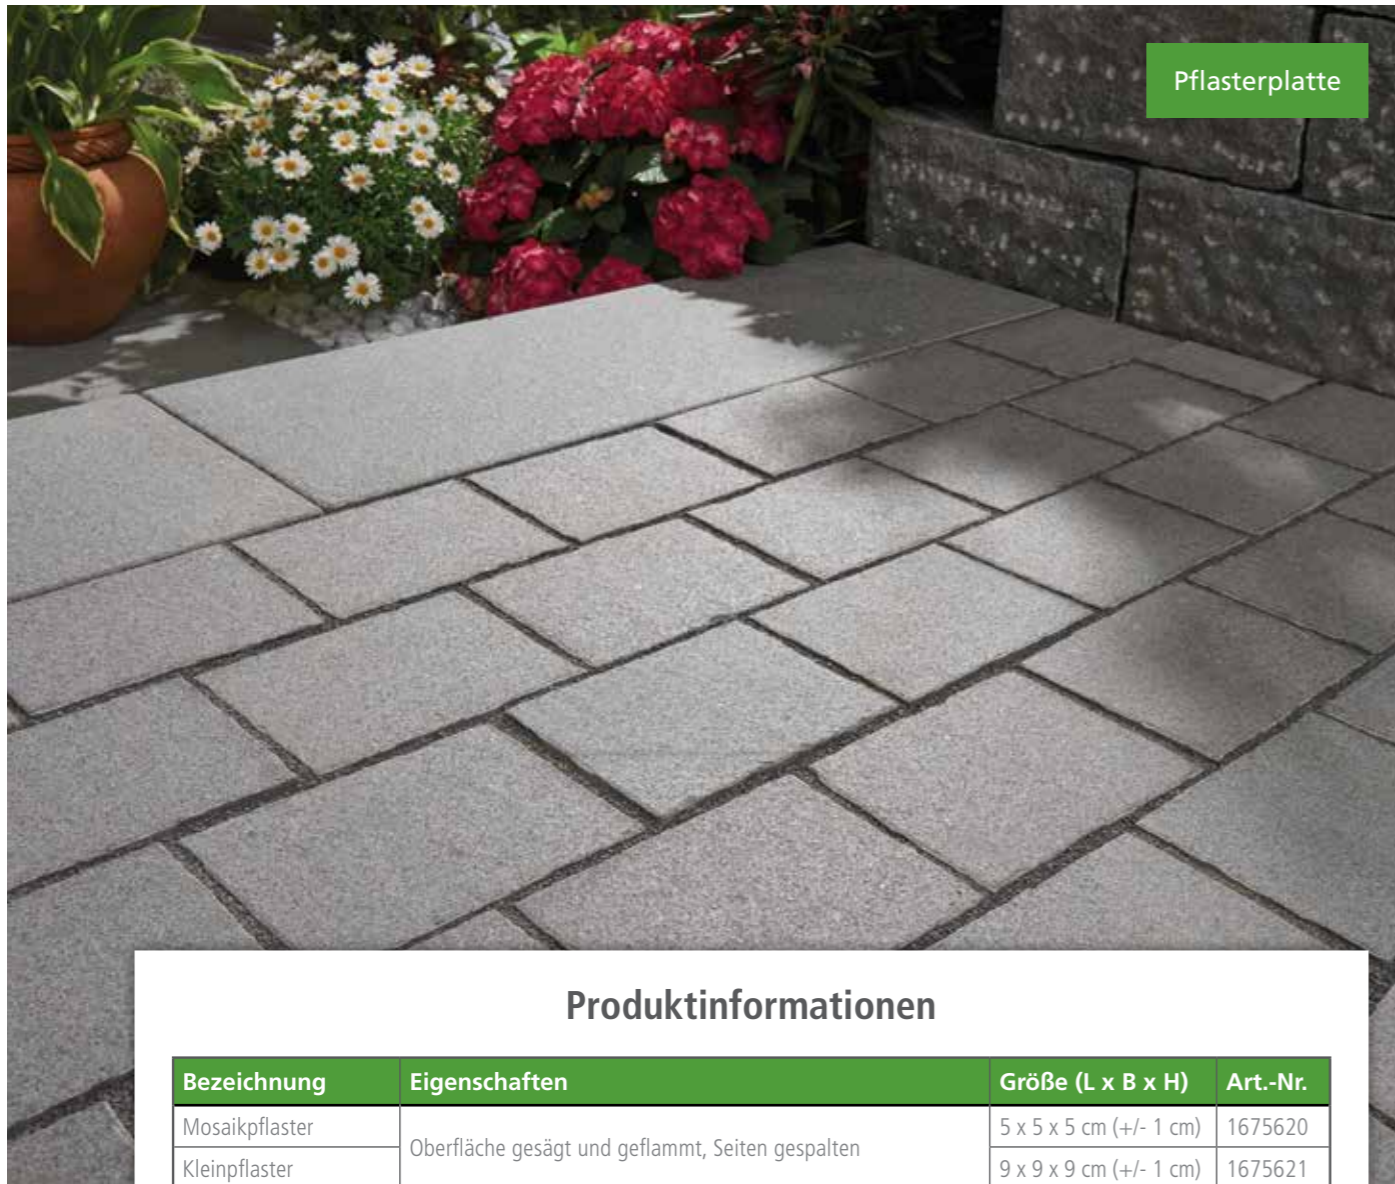 Pflasterplatte
Produktinformationen
Bezeichnung Eigenschaften Größe (L x B x H) Art.-Nr.
Mosaikpflaster Oberfläche gesägt und geflammt, Seiten gespalten 5 x 5 x 5 cm (+/- 1 cm) 1675620
Kleinpflaster 9 x 9 x 9 cm (+/- 1 cm) 1675621